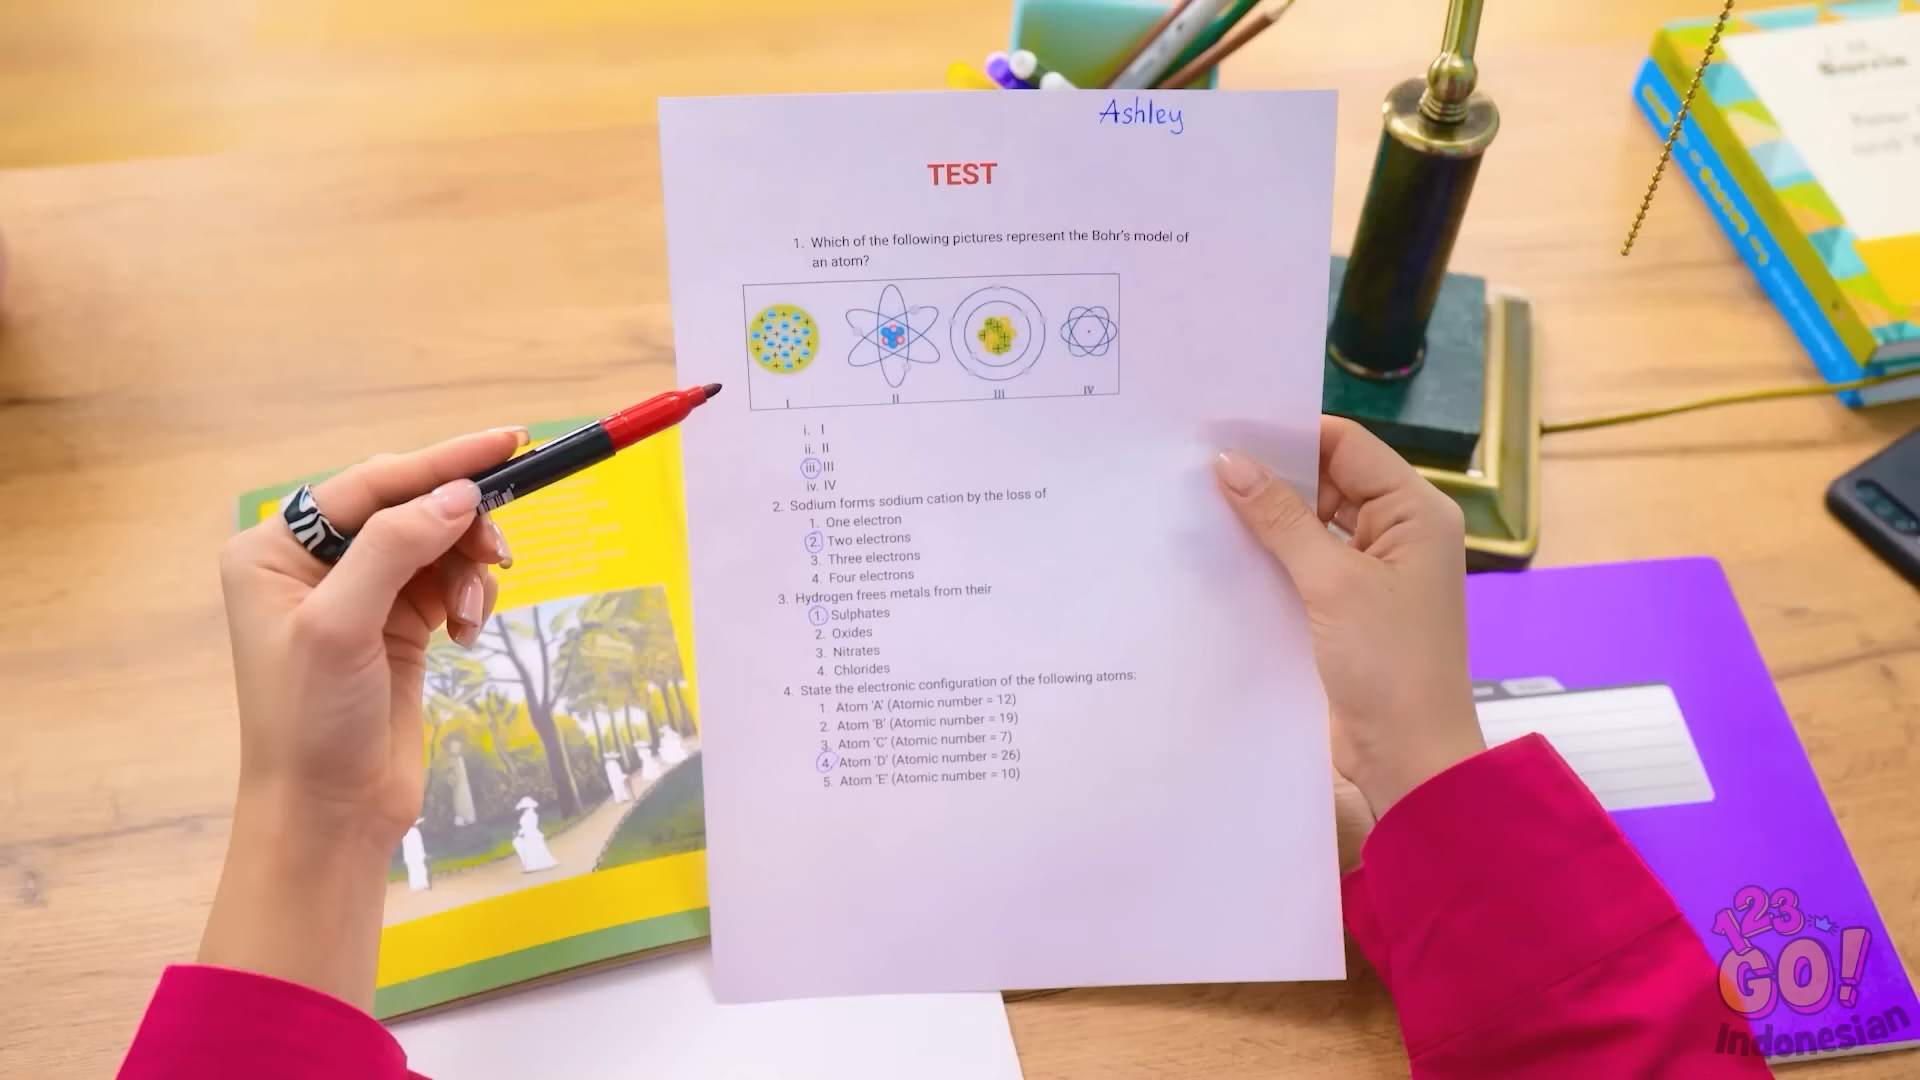 Ashley
TEST
1. Which of the following pictures represent the Bohr's model of
an atom?
I II III IV
i. I
ii. II
iii. III
iv. IV
2. Sodium forms sodium cation by the loss of
1. One electron
2. Two electrons
3. Three electrons
4. Four electrons
3. Hydrogen frees metals from their
1. Sulphates
2. Oxides
3. Nitrates
4. Chlorides
4. State the electronic configuration of the following atoms:
1. Atom 'A' (Atomic number = 12)
2. Atom 'B' (Atomic number = 19)
3. Atom 'C' (Atomic number = 7)
4. Atom 'D' (Atomic number = 26)
5. Atom 'E' (Atomic number = 10)
123
GO!
Indonesian